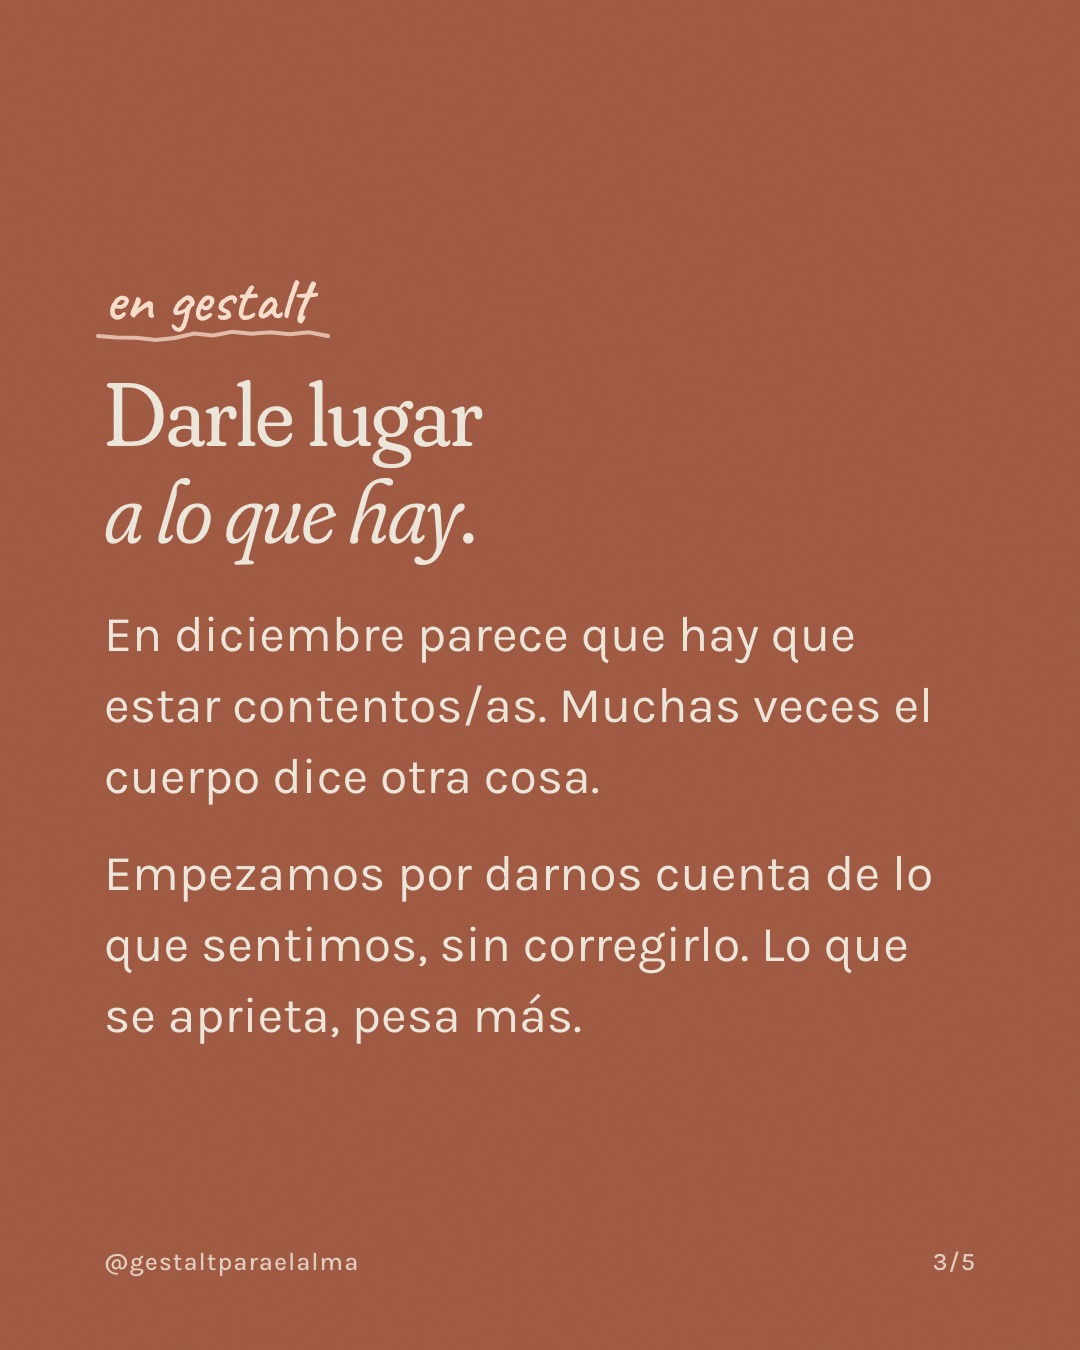 en gestalt
Darle lugar
a lo que hay.
En diciembre parece que hay que
estar contentos/as. Muchas veces el
cuerpo dice otra cosa.
Empezamos por darnos cuenta de lo
que sentimos, sin corregirlo. Lo que
se aprieta, pesa más.
@gestaltparaelalma
3/5